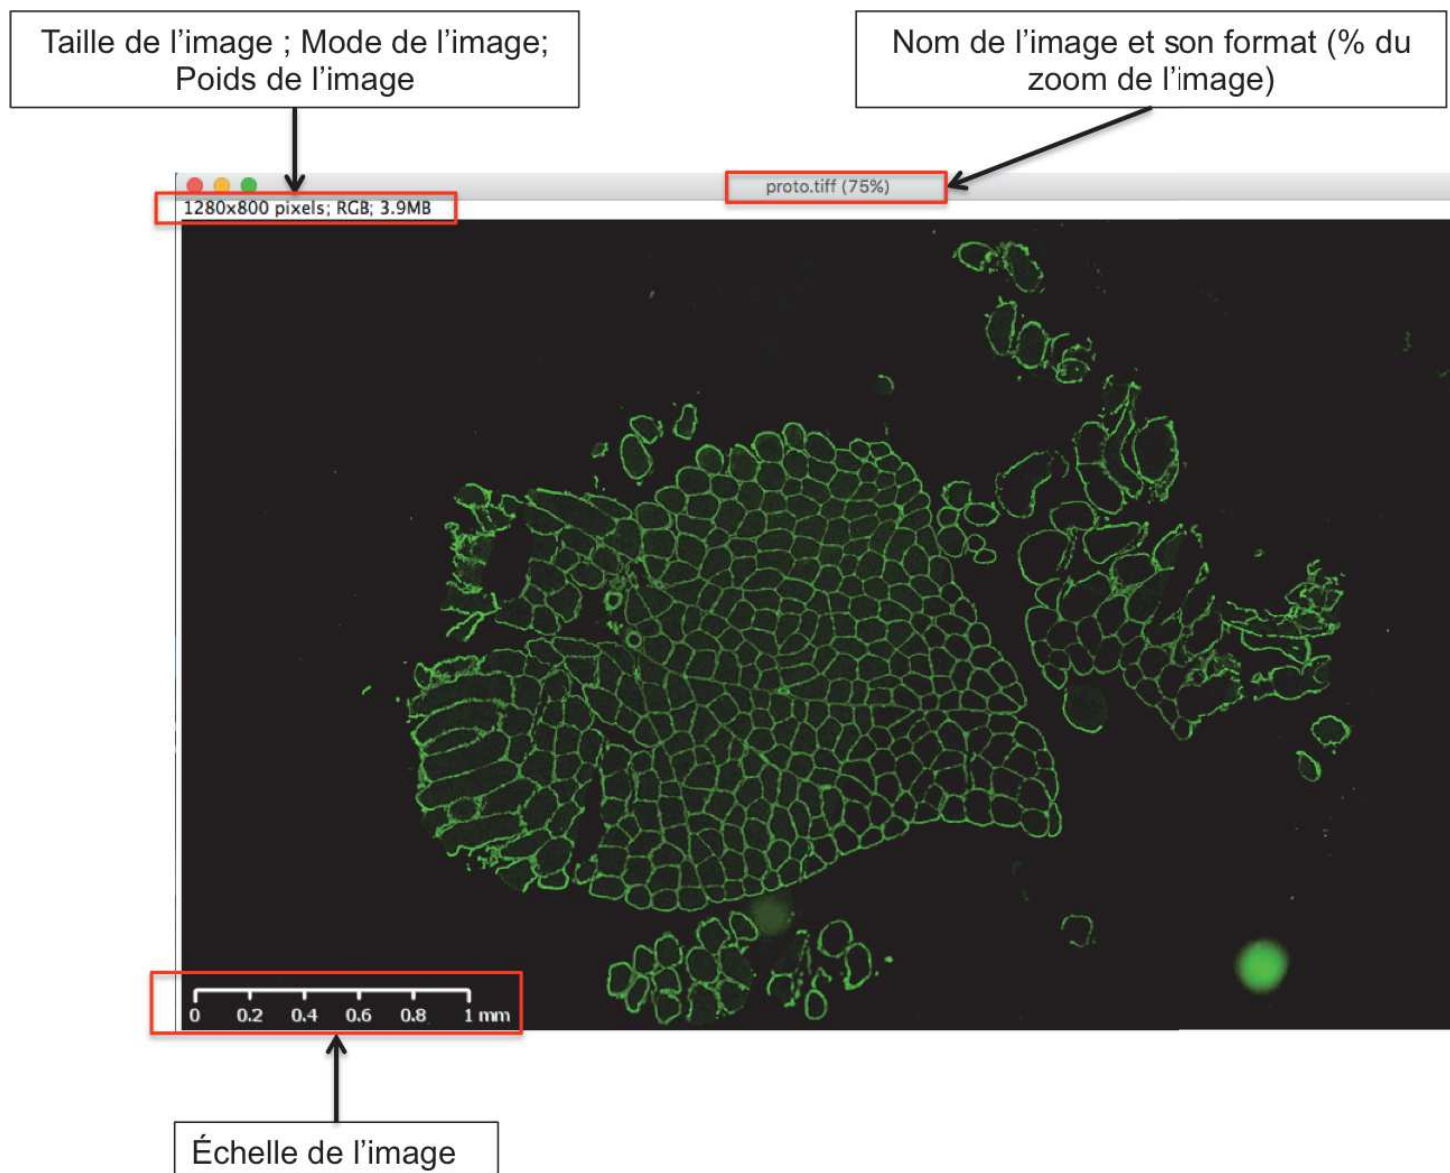 Taille de l'image ; Mode de l'image;
Poids de l'image
Nom de l'image et son format (% du
zoom de l'image)
proto.tiff (75%)
1280x800 pixels; RGB; 3.9MB
0 0.2 0.4 0.6 0.8 1 mm
Échelle de l'image